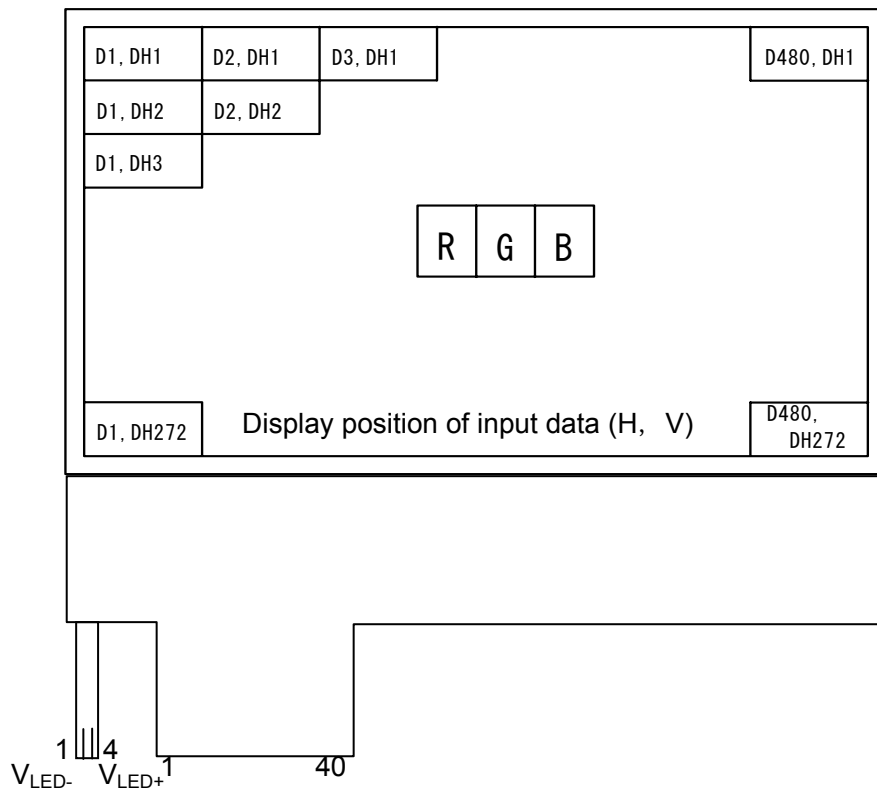 D1, DH1 D2, DH1 D3, DH1 D480, DH1
D1, DH2 D2, DH2
D1, DH3
R G B
D1, DH272 Display position of input data (H, V) D480,
DH272
1 4 1 40
VLED- VLED+